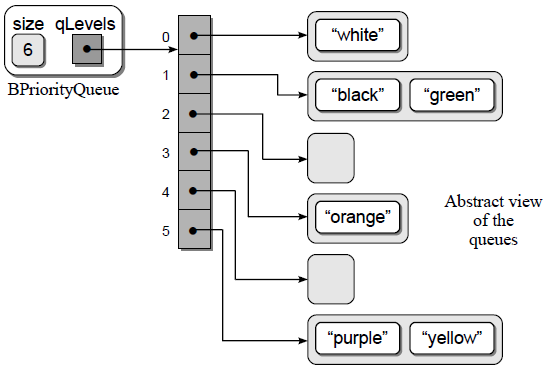 size qLevels
6
BPriorityQueue
0
“white”
1
“black” “green”
2
3
“orange”
Abstract view
of the
queues
4
5
“purple” “yellow”